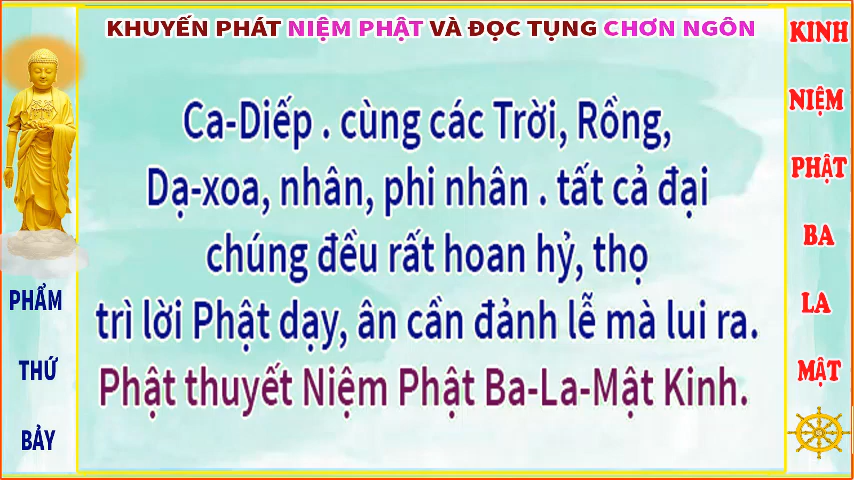 KHUYẾN PHÁT NIỆM PHẬT VÀ ĐỌC TỤNG CHƠN NGÔN
Ca-Diếp . cùng các Trời, Rồng,
Dạ-xoa, nhân, phi nhân . tất cả đại
chúng đều rất hoan hỷ, thọ
trì lời Phật dạy, ân cần đảnh lễ mà lui ra.
Phật thuyết Niệm Phật Ba-La-Mật Kinh.
PHẨM
THỨ
BẢY
KINH
NIỆM
PHẬT
BA
LA
MẬT